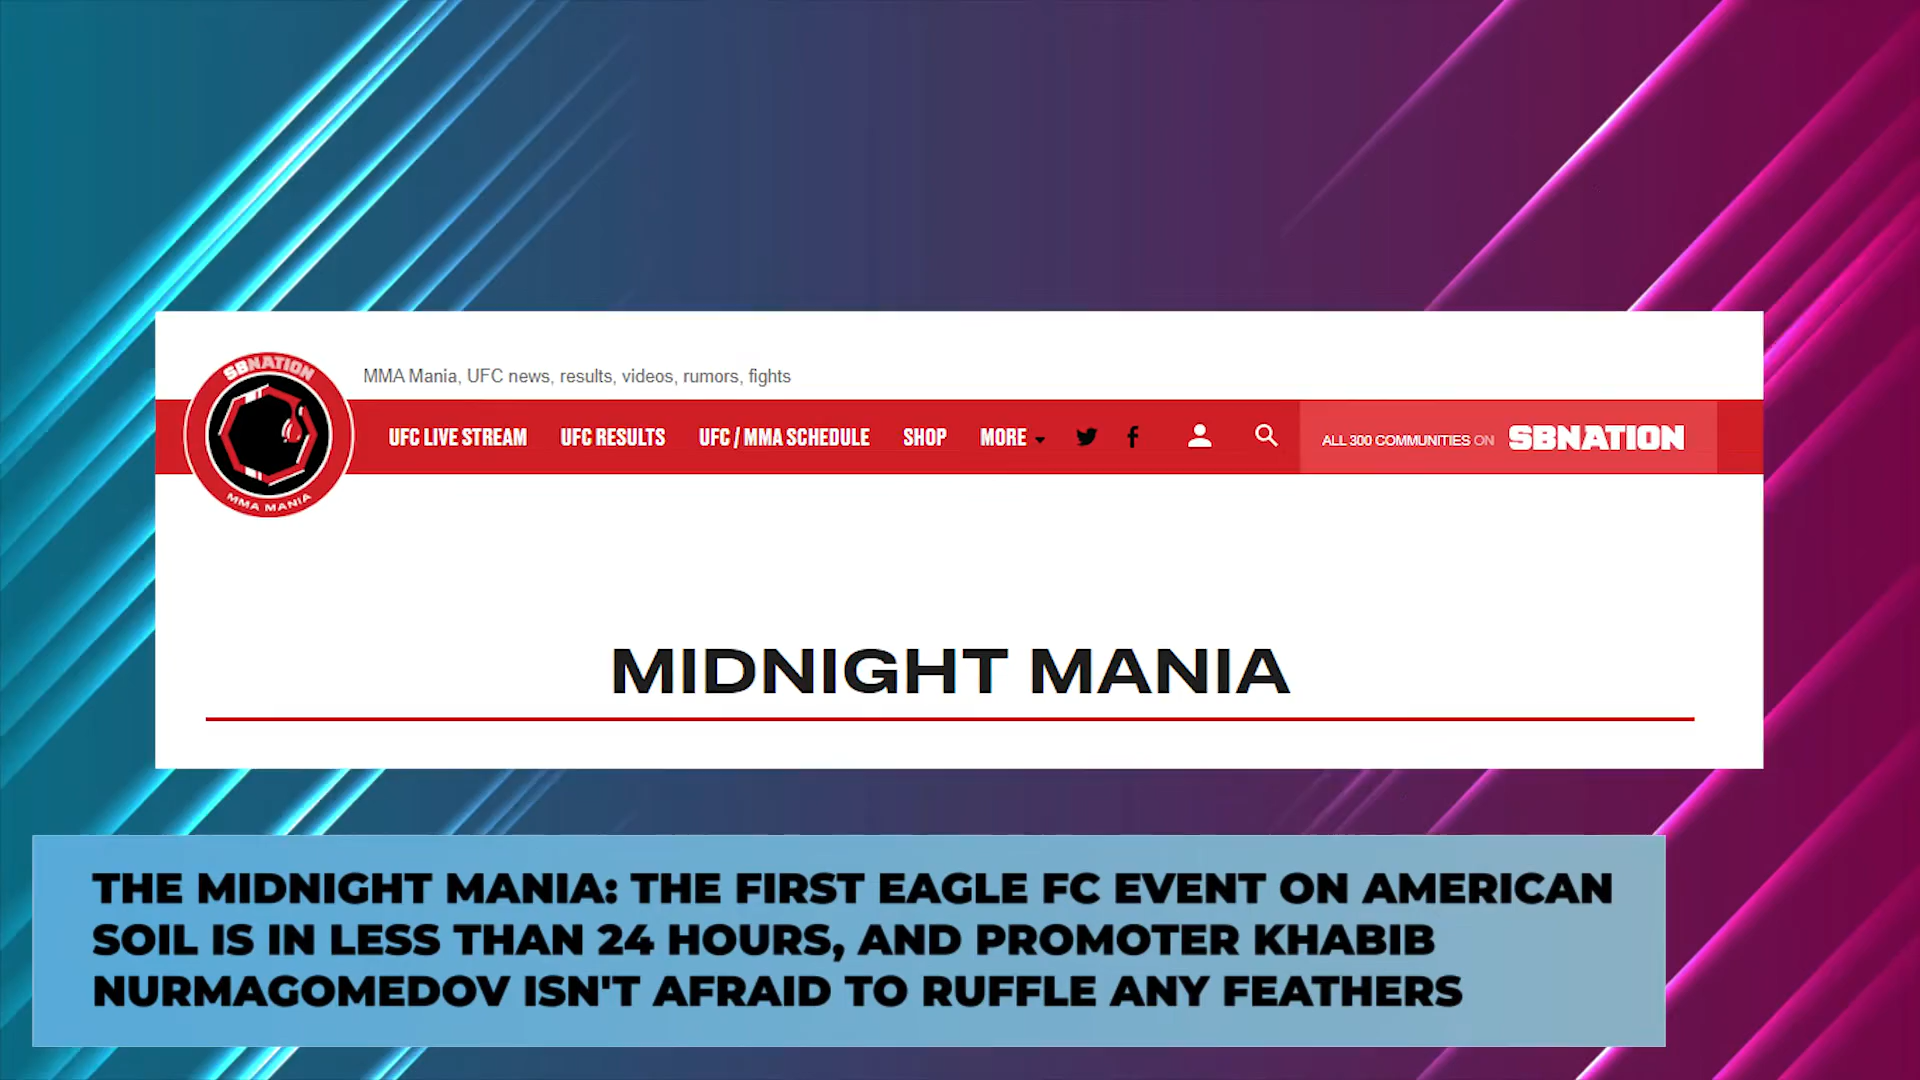 SBNATION
MMA MANIA
MMA Mania, UFC news, results, videos, rumors, fights
UFC LIVE STREAM UFC RESULTS UFC / MMA SCHEDULE SHOP MORE ALL 300 COMMUNITIES ON SBNATION
MIDNIGHT MANIA
THE MIDNIGHT MANIA: THE FIRST EAGLE FC EVENT ON AMERICAN
SOIL IS IN LESS THAN 24 HOURS, AND PROMOTER KHABIB
NURMAGOMEDOV ISN'T AFRAID TO RUFFLE ANY FEATHERS